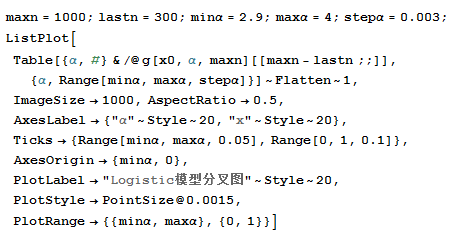 maxn = 1000; lastn = 300; minα = 2.9; maxα = 4; stepα = 0.003;
ListPlot[
Table[{α, #} & /@ g[x0, α, maxn][[maxn - lastn ;;]],
{α, Range[minα, maxα, stepα]}] ~ Flatten ~ 1,
ImageSize → 1000, AspectRatio → 0.5,
AxesLabel → {"α" ~ Style ~ 20, "x" ~ Style ~ 20},
Ticks → {Range[minα, maxα, 0.05], Range[0, 1, 0.1]},
AxesOrigin → {minα, 0},
PlotLabel → "Logistic模型分叉图" ~ Style ~ 20,
PlotStyle → PointSize@0.0015,
PlotRange → {{minα, maxα}, {0, 1}}]